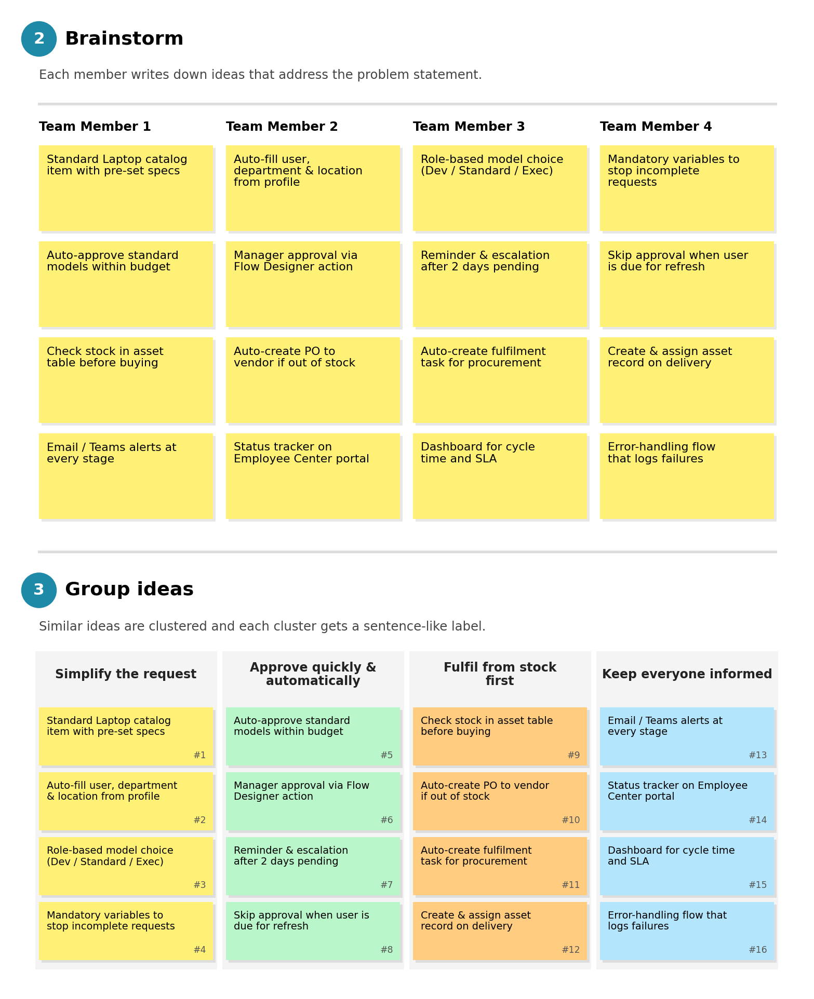 2
Brainstorm
Each member writes down ideas that address the problem statement.
Team Member 1
Team Member 2
Team Member 3
Team Member 4
Standard Laptop catalog
item with pre-set specs
Auto-fill user,
department & location
from profile
Role-based model choice
(Dev / Standard / Exec)
Mandatory variables to
stop incomplete
requests
Auto-approve standard
models within budget
Manager approval via
Flow Designer action
Reminder & escalation
after 2 days pending
Skip approval when user
is due for refresh
Check stock in asset
table before buying
Auto-create PO to
vendor if out of stock
Auto-create fulfilment
task for procurement
Create & assign asset
record on delivery
Email / Teams alerts at
every stage
Status tracker on
Employee Center portal
Dashboard for cycle
time and SLA
Error-handling flow
that logs failures
3
Group ideas
Similar ideas are clustered and each cluster gets a sentence-like label.
Simplify the request
Approve quickly &
automatically
Fulfil from stock
first
Keep everyone informed
Standard Laptop catalog
item with pre-set specs
#1
Auto-approve standard
models within budget
#5
Check stock in asset table
before buying
#9
Email / Teams alerts at
every stage
#13
Auto-fill user, department
& location from profile
#2
Manager approval via Flow
Designer action
#6
Auto-create PO to vendor
if out of stock
#10
Status tracker on Employee
Center portal
#14
Role-based model choice
(Dev / Standard / Exec)
#3
Reminder & escalation
after 2 days pending
#7
Auto-create fulfilment
task for procurement
#11
Dashboard for cycle time
and SLA
#15
Mandatory variables to
stop incomplete requests
#4
Skip approval when user is
due for refresh
#8
Create & assign asset
record on delivery
#12
Error-handling flow that
logs failures
#16